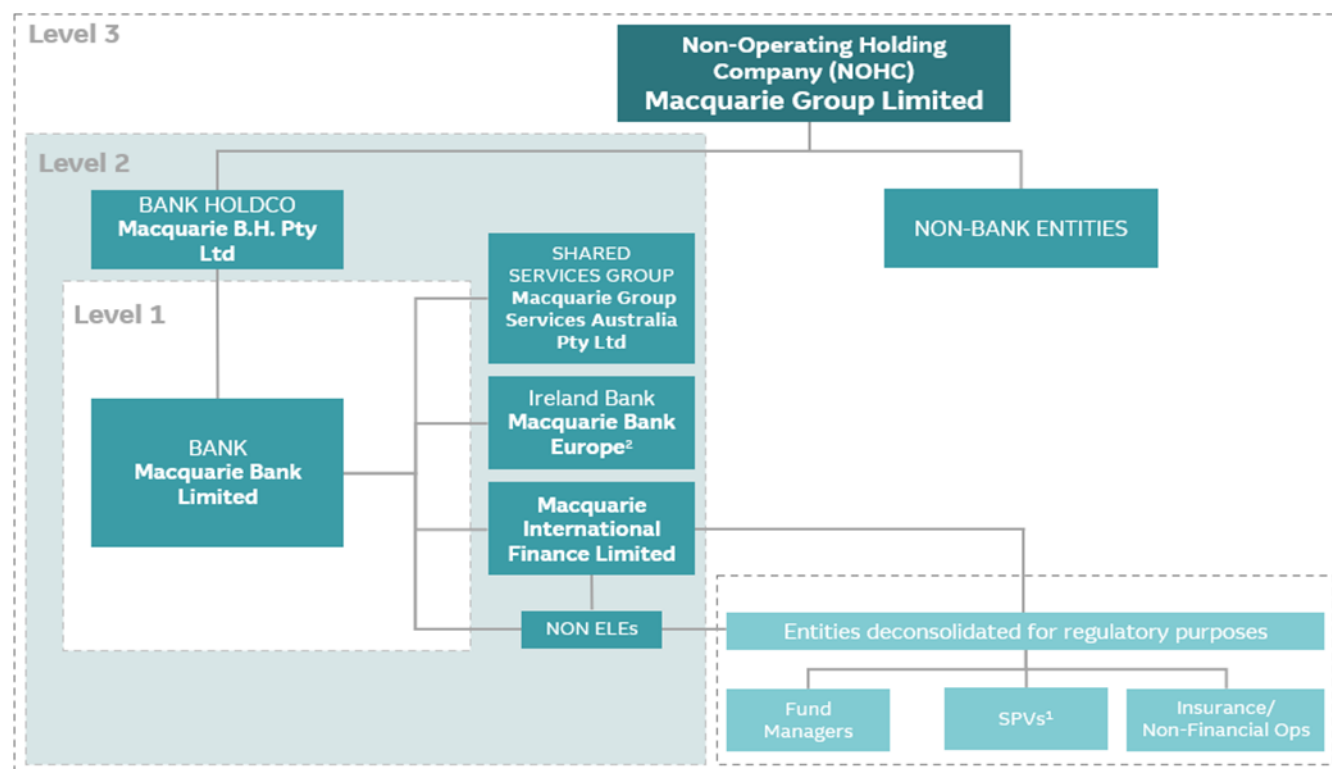 Level 3
Non-Operating Holding
Company (NOHC)
Macquarie Group Limited
Level 2
BANK HOLDCO
Macquarie B.H. Pty
Ltd
NON-BANK ENTITIES
SHARED
SERVICES GROUP
Macquarie Group
Services Australia
Pty Ltd
Level 1
Ireland Bank
Macquarie Bank
Europe²
BANK
Macquarie Bank
Limited
Macquarie
International
Finance Limited
NON ELEs
Entities deconsolidated for regulatory purposes
Fund
Managers
SPVs¹
Insurance/
Non-Financial Ops